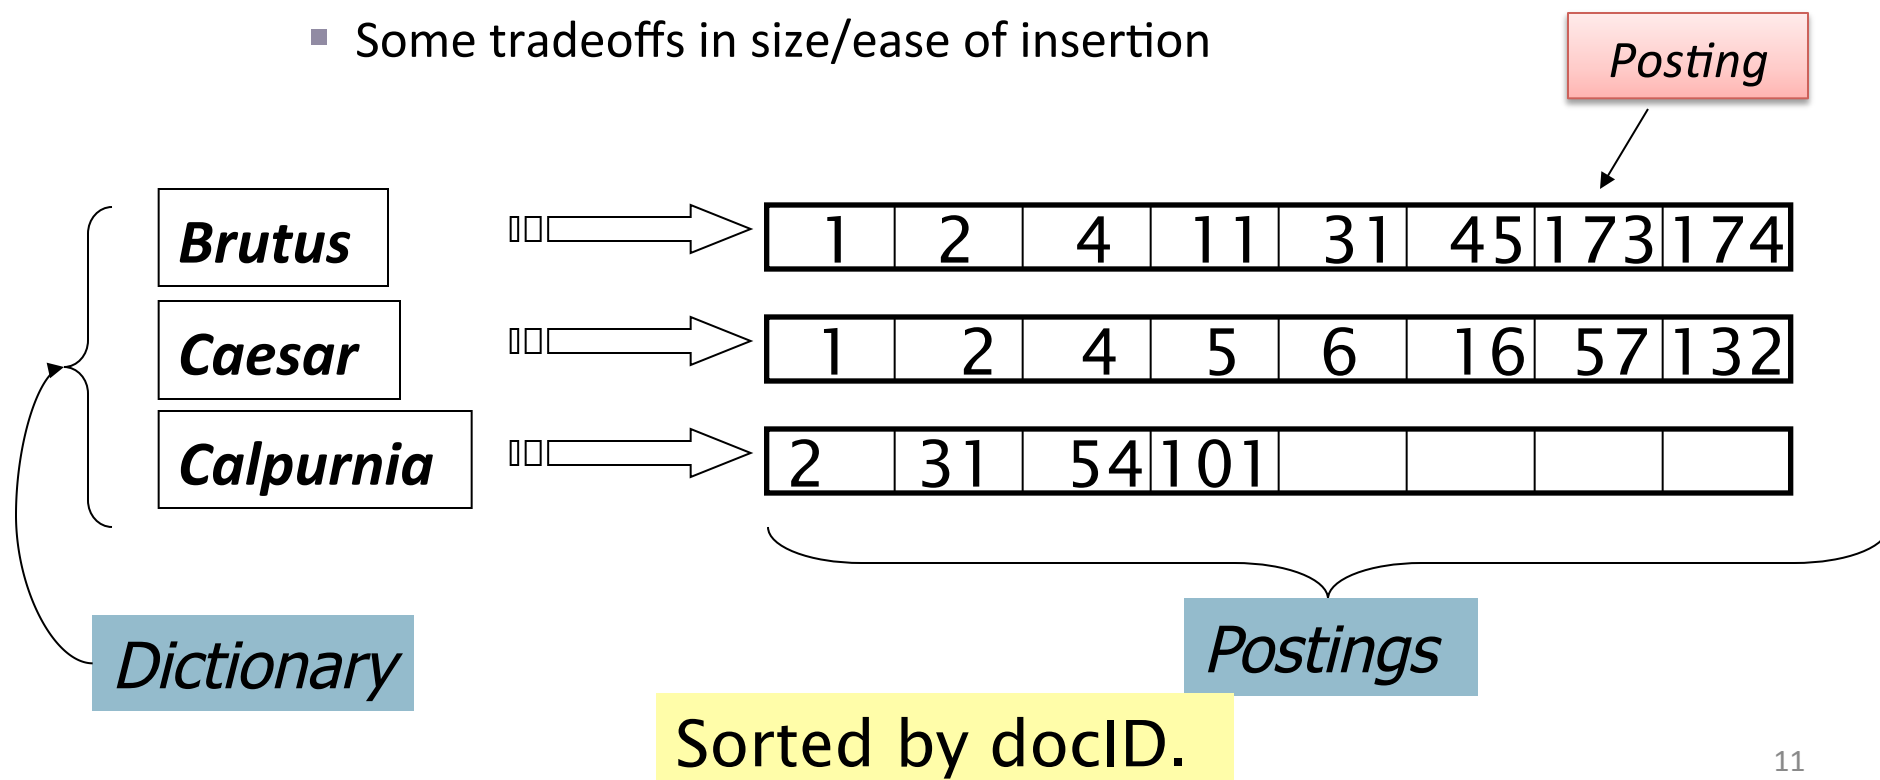 Some tradeoffs in size/ease of insertion
Posting
Brutus 1 2 4 11 31 45 173 174
Caesar 1 2 4 5 6 16 57 132
Calpurnia 2 31 54 101
Dictionary
Postings
Sorted by docID.
11